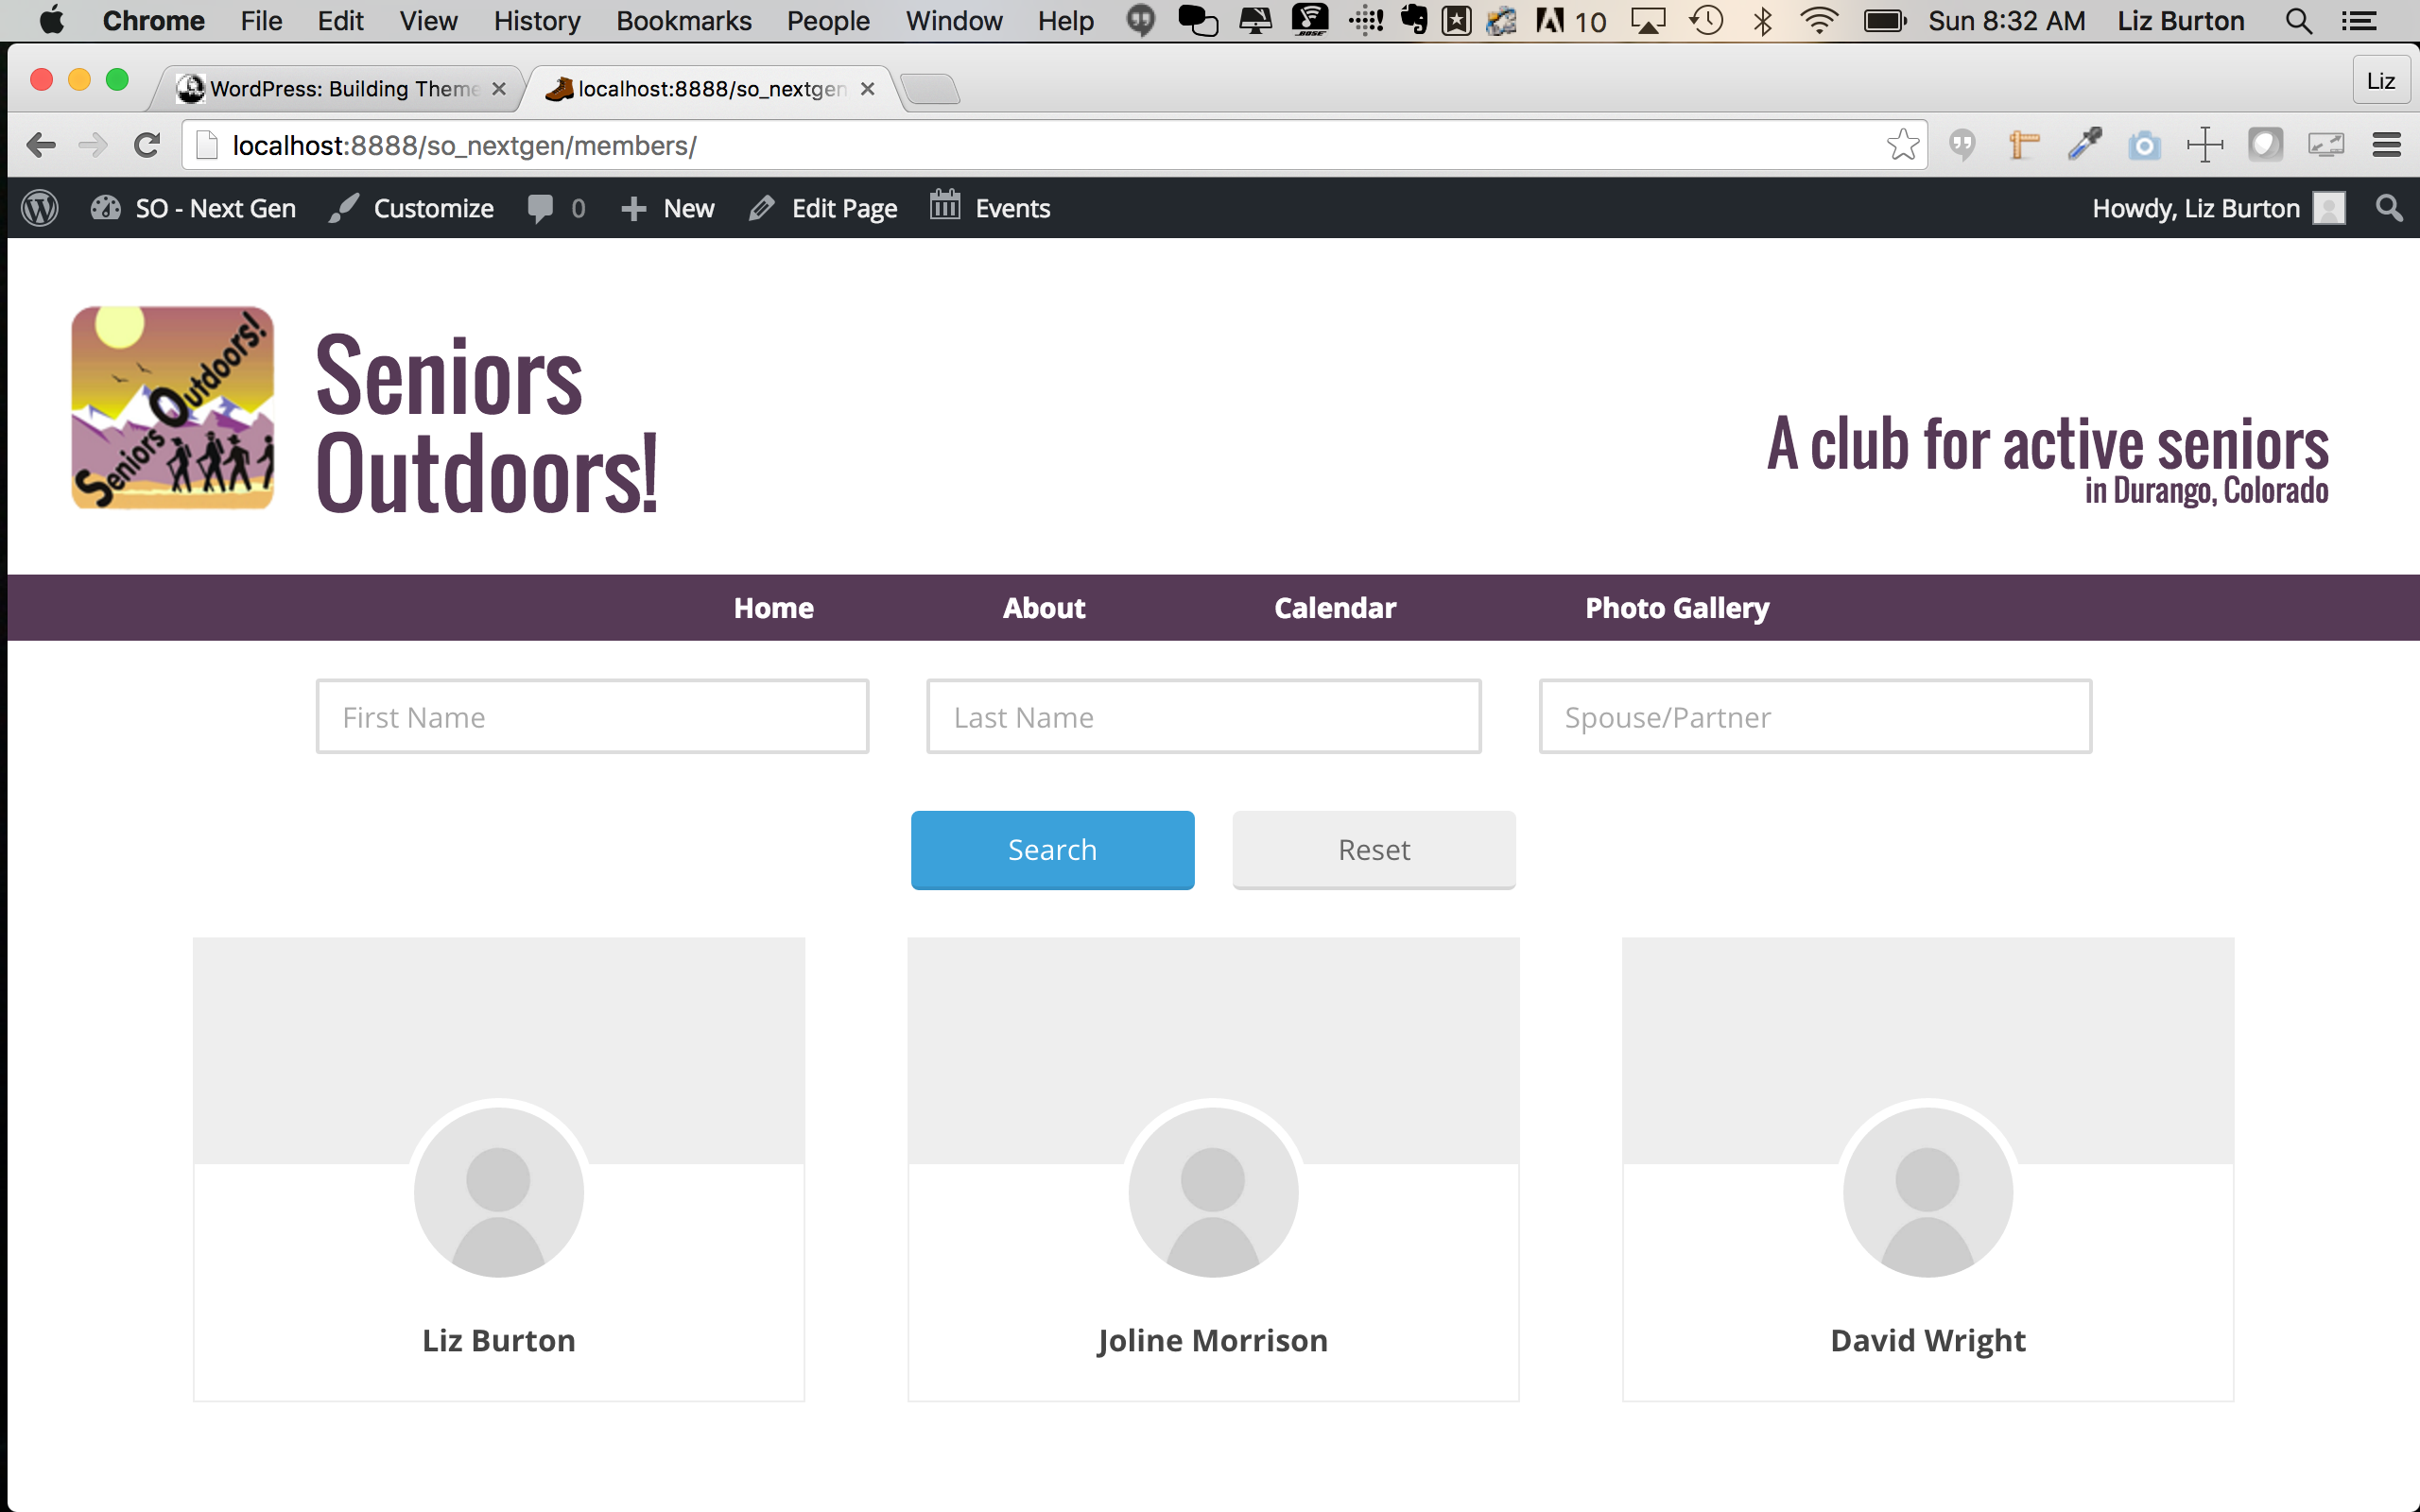 Chrome File Edit View History Bookmarks People Window Help BOSE 10 Sun 8:32 AM Liz Burton
WordPress: Building Theme localhost:8888/so_nextgen Liz
localhost:8888/so_nextgen/members/
SO - Next Gen Customize 0 New Edit Page Events Howdy, Liz Burton
Seniors Outdoors!
Seniors
Outdoors!
A club for active seniors
in Durango, Colorado
Home About Calendar Photo Gallery
First Name Last Name Spouse/Partner
Search Reset
Liz Burton Joline Morrison David Wright